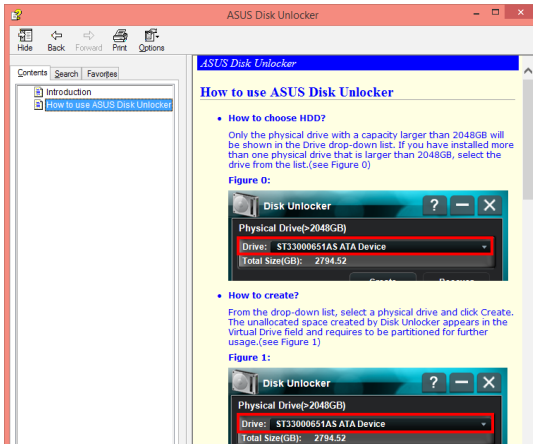 ASUS Disk Unlocker
Hide Back Forward Print Options
Contents Search Favorites
Introduction
How to use ASUS Disk Unlocker
ASUS Disk Unlocker
How to use ASUS Disk Unlocker
• How to choose HDD?
Only the physical drive with a capacity larger than 2048GB will
be shown in the Drive drop-down list. If you have installed more
than one physical drive that is larger than 2048GB, select the
drive from the list.(see Figure 0)
Figure 0:
Disk Unlocker
Physical Drive(>2048GB)
Drive: ST33000651AS ATA Device
Total Size(GB): 2794.52
• How to create?
From the drop-down list, select a physical drive and click Create.
The unallocated space created by Disk Unlocker appears in the
Virtual Drive field and requires to be partitioned for further
usage.(see Figure 1)
Figure 1:
Disk Unlocker
Physical Drive(>2048GB)
Drive: ST33000651AS ATA Device
Total Size(GB): 2794.52